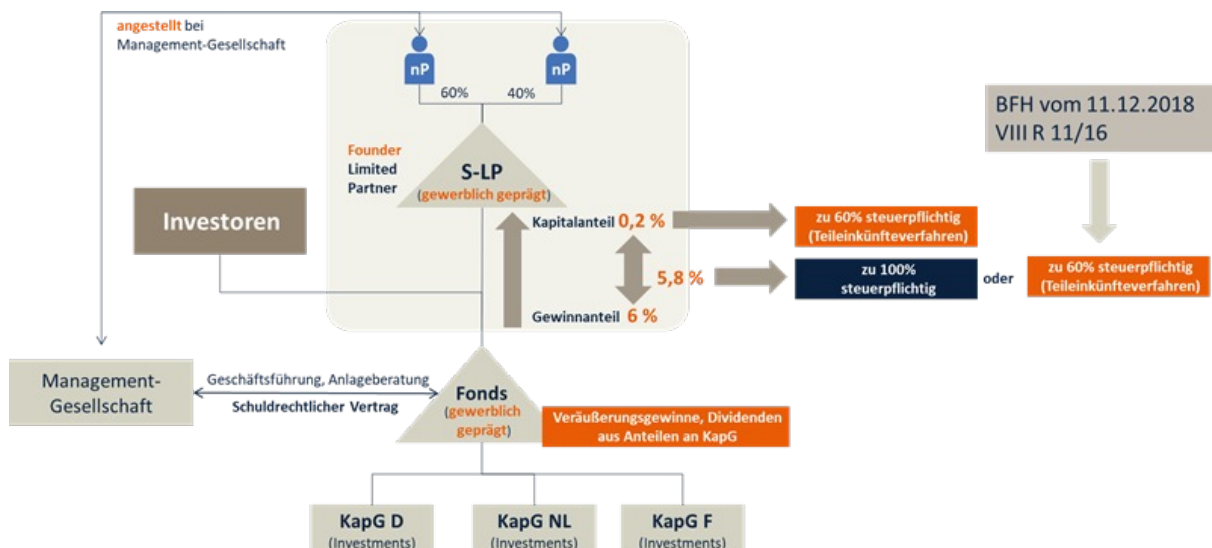 angestellt bei
Management-Gesellschaft
nP
nP
60%
40%
BFH vom 11.12.2018
VIII R 11/16
Founder
Limited
Partner
S-LP
(gewerblich geprägt)
Investoren
Kapitalanteil 0,2 %
zu 60% steuerpflichtig
(Teileinkünfteverfahren)
5,8 %
zu 100%
steuerpflichtig
oder
zu 60% steuerpflichtig
(Teileinkünfteverfahren)
Gewinnanteil 6 %
Management-
Gesellschaft
Geschäftsführung, Anlageberatung
Schuldrechtlicher Vertrag
Fonds
(gewerblich
geprägt)
Veräußerungsgewinne, Dividenden
aus Anteilen an KapG
KapG D
(Investments)
KapG NL
(Investments)
KapG F
(Investments)